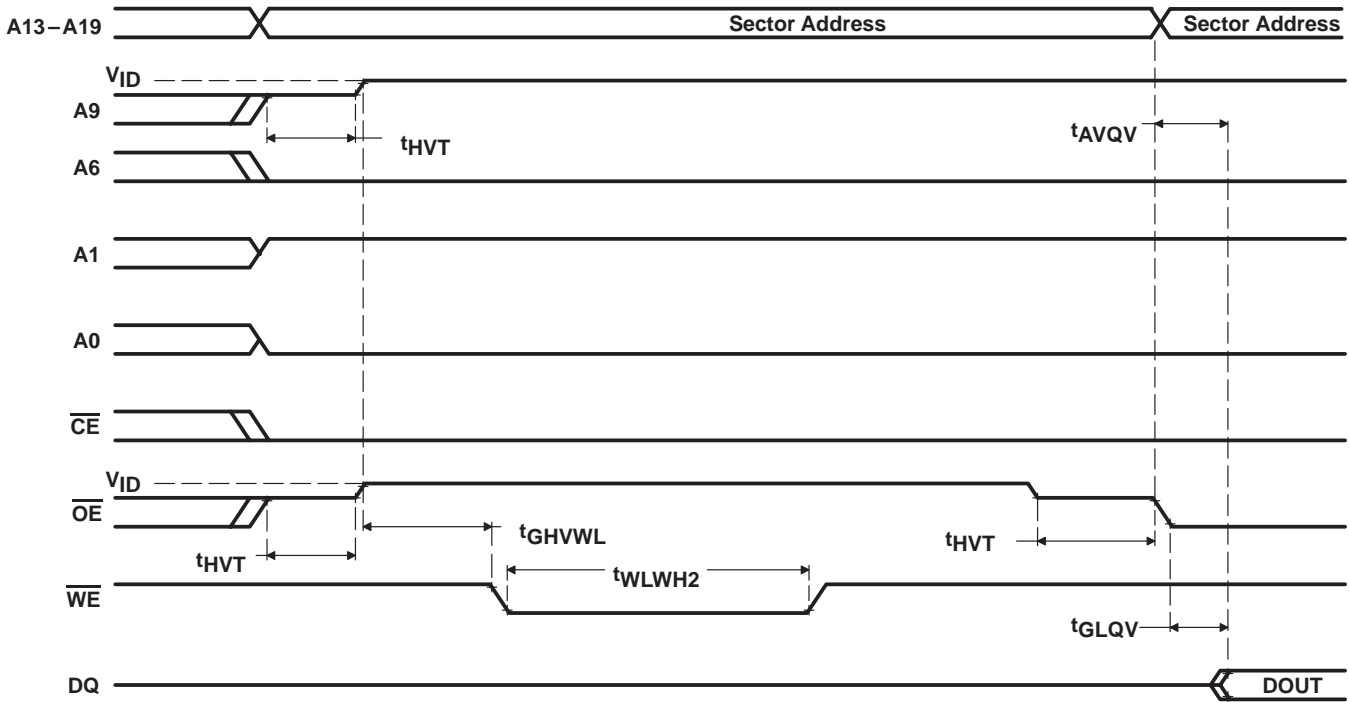 A13–A19 Sector Address Sector Address
VID
A9
tHVT tAVQV
A6
A1
A0
CE
VID
OE
tGHVWL tHVT
tHVT
tWLWH2
WE
tGLQV
DQ DOUT